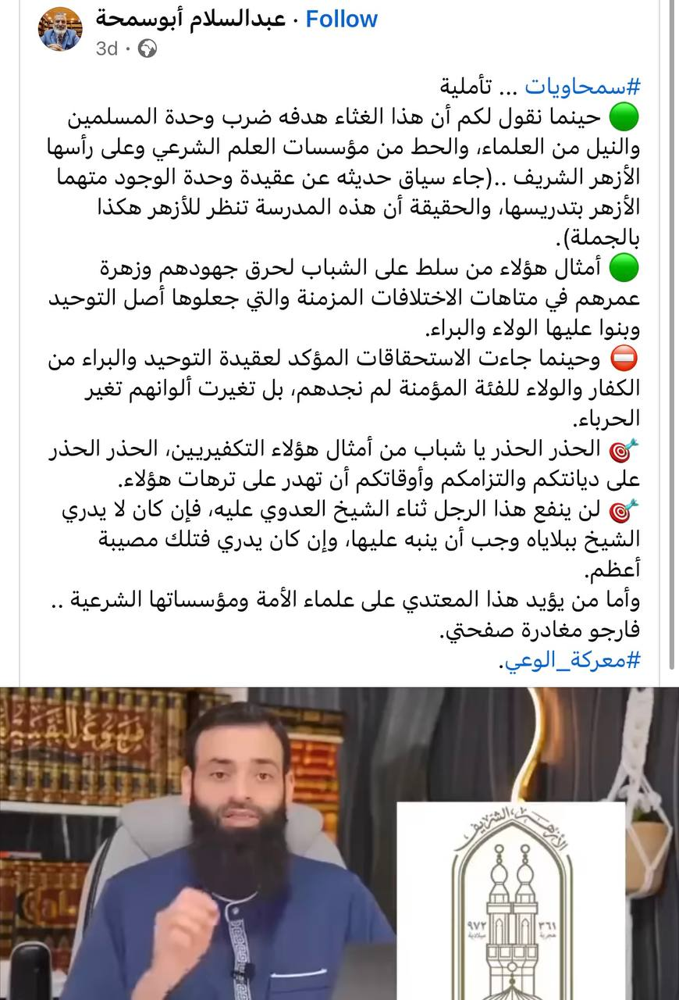 عبدالسلام أبوسمحة · Follow
3d ·
#سمحاويات ... تأملية
🟢 حينما نقول لكم أن هذا الغثاء هدفه ضرب وحدة المسلمين
والنيل من العلماء، والحط من مؤسسات العلم الشرعي وعلى رأسها
الأزهر الشريف ..(جاء سياق حديثه عن عقيدة وحدة الوجود متهما
الأزهر بتدريسها، والحقيقة أن هذه المدرسة تنظر للأزهر هكذا
بالجملة).
🟢 أمثال هؤلاء من سلط على الشباب لحرق جهودهم وزهرة
عمرهم في متاهات الاختلافات المزمنة والتي جعلوها أصل التوحيد
وبنوا عليها الولاء والبراء.
⛔ وحينما جاءت الاستحقاقات المؤكد لعقيدة التوحيد والبراء من
الكفار والولاء للفئة المؤمنة لم نجدهم، بل تغيرت ألوانهم تغير
الحرباء.
🎯 الحذر الحذر يا شباب من أمثال هؤلاء التكفيريين، الحذر الحذر
على ديانتكم والتزامكم وأوقاتكم أن تهدر على ترهات هؤلاء.
🎯 لن ينفع هذا الرجل ثناء الشيخ العدوي عليه، فإن كان لا يدري
الشيخ ببلاياه وجب أن ينبه عليها، وإن كان يدري فتلك مصيبة
أعظم.
وأما من يؤيد هذا المعتدي على علماء الأمة ومؤسساتها الشرعية ..
فارجو مغادرة صفحتي.
#معركة_الوعي.
الأزهر الشريف
٣٦١ ٩٧٢
هجرية ميلادية